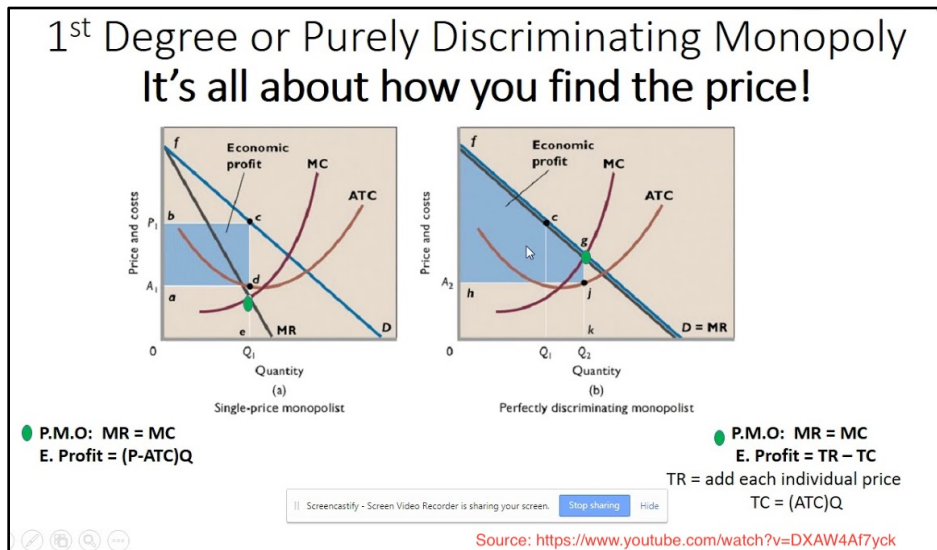 1st Degree or Purely Discriminating Monopoly
It's all about how you find the price!
f
Economic
profit
MC
ATC
P1
b
c
Price and costs
A1
a
d
e
MR
D
0
Q1
Quantity
(a)
Single-price monopolist
f
Economic
profit
MC
ATC
c
g
Price and costs
A2
h
j
k
D = MR
0
Q1
Q2
Quantity
(b)
Perfectly discriminating monopolist
P.M.O: MR = MC
E. Profit = (P-ATC)Q
P.M.O: MR = MC
E. Profit = TR – TC
TR = add each individual price
TC = (ATC)Q
Screencastify - Screen Video Recorder is sharing your screen.
Stop sharing
Hide
Source: https://www.youtube.com/watch?v=DXAW4Af7yck